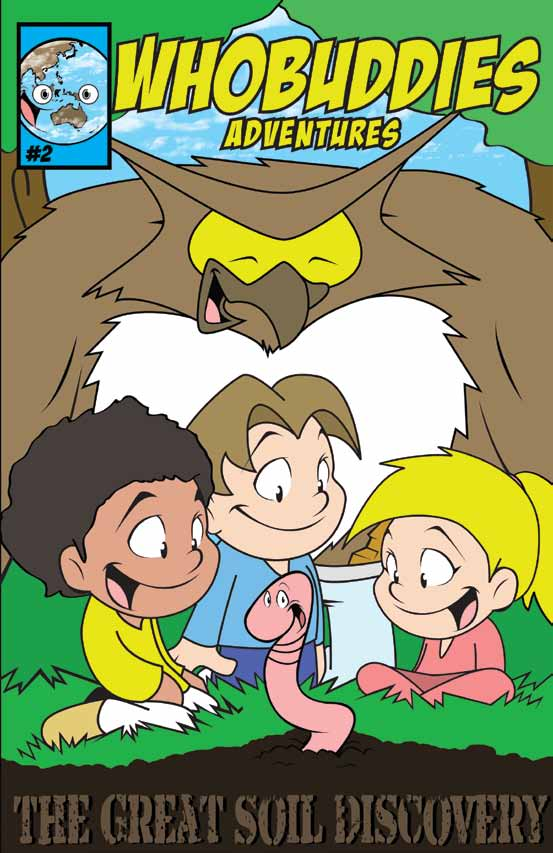 WHOBUDDIES
ADVENTURES
#2
THE GREAT SOIL DISCOVERY